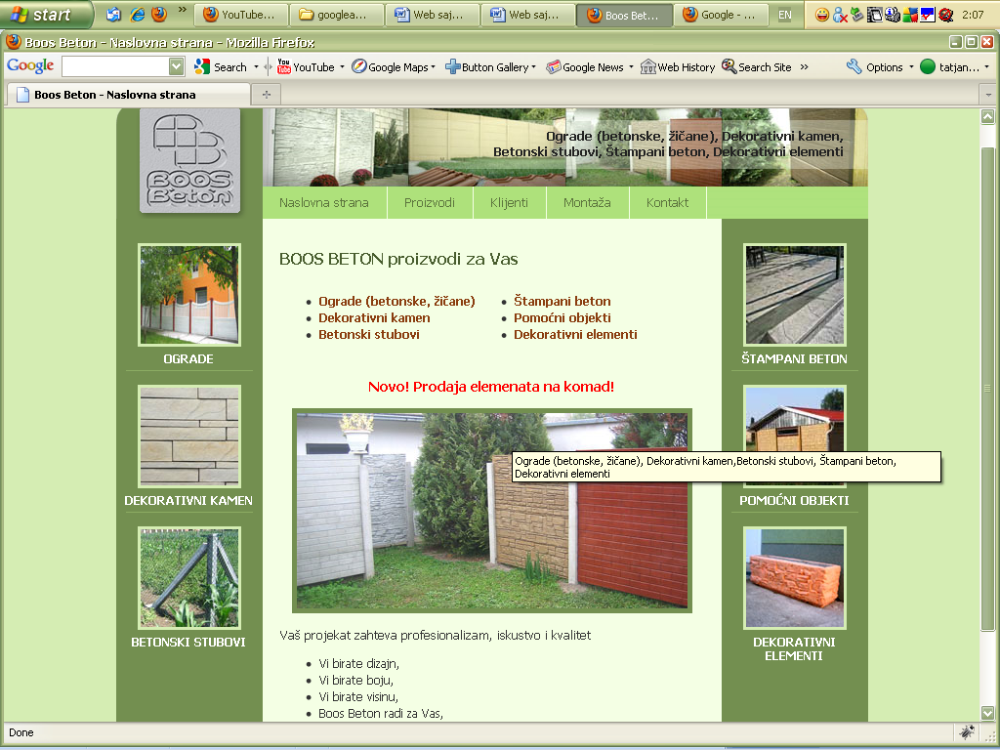 start
YouTube...
googlea...
Web saj...
Web saj...
Boos Bet...
Google - ...
EN
2:07
Boos Beton - Naslovna strana - Mozilla Firefox
Google
Search
YouTube
Google Maps
Button Gallery
Google News
Web History
Search Site
Options
tatjan...
Boos Beton - Naslovna strana
BOOS
Beton
Ograde (betonske, žičane), Dekorativni kamen,
Betonski stubovi, Štampani beton, Dekorativni elementi
Naslovna strana
Proizvodi
Klijenti
Montaža
Kontakt
BOOS BETON proizvodi za Vas
Ograde (betonske, žičane)
Dekorativni kamen
Betonski stubovi
Štampani beton
Pomoćni objekti
Dekorativni elementi
Novo! Prodaja elemenata na komad!
Ograde (betonske, žičane), Dekorativni kamen,Betonski stubovi, Štampani beton,
Dekorativni elementi
OGRADE
DEKORATIVNI KAMEN
BETONSKI STUBOVI
ŠTAMPANI BETON
POMOĆNI OBJEKTI
DEKORATIVNI
ELEMENTI
Vaš projekat zahteva profesionalizam, iskustvo i kvalitet
Vi birate dizajn,
Vi birate boju,
Vi birate visinu,
Boos Beton radi za Vas,
Done